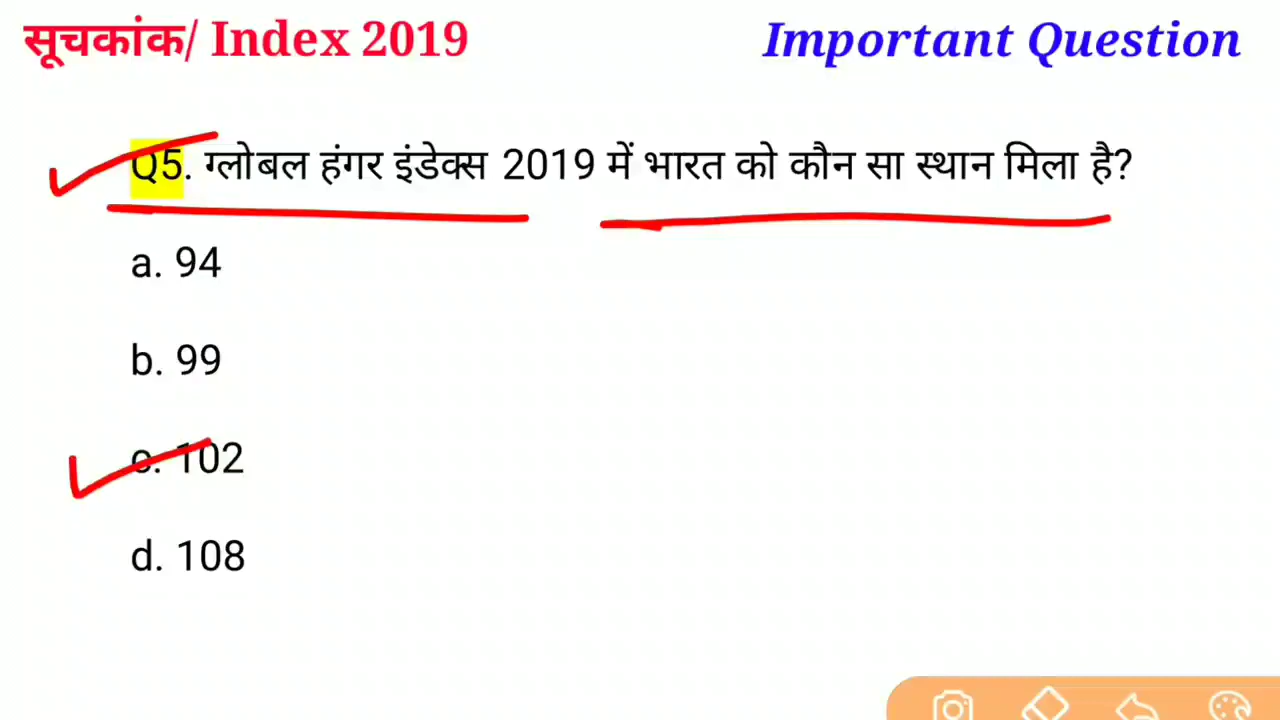 सूचकांक/ Index 2019
Important Question
Q5. ग्लोबल हंगर इंडेक्स 2019 में भारत को कौन सा स्थान मिला है?
a. 94
b. 99
c. 102
d. 108